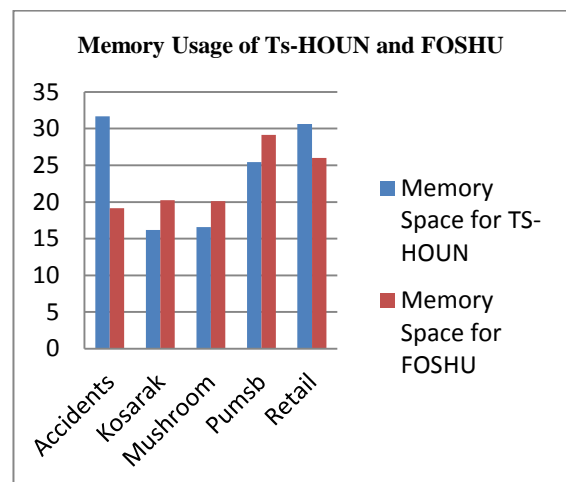 Memory Usage of Ts-HOUN and FOSHU
35
30
25
20
15
10
5
0
Accidents
Kosarak
Mushroom
Pumsb
Retail
Memory
Space for TS-
HOUN
Memory
Space for
FOSHU